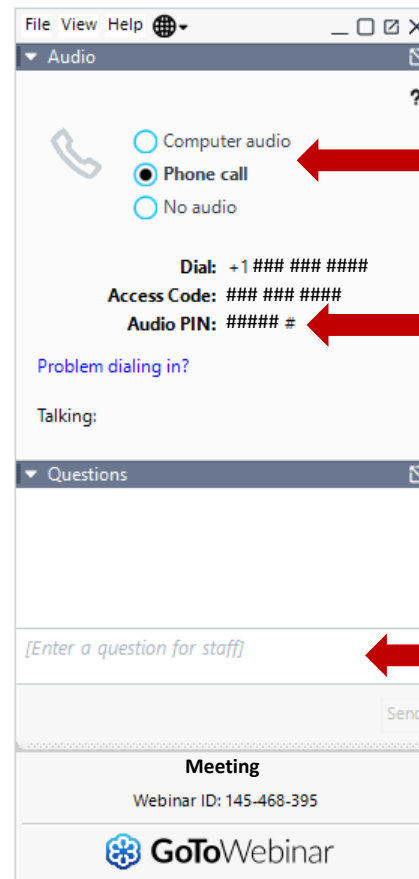 File View Help
Audio
?
Computer audio
Phone call
No audio
Dial: +1 ### ### ####
Access Code: ### ### ####
Audio PIN: ##### #
Problem dialing in?
Talking:
Questions
[Enter a question for staff]
Send
Meeting
Webinar ID: 145-468-395
GoToWebinar